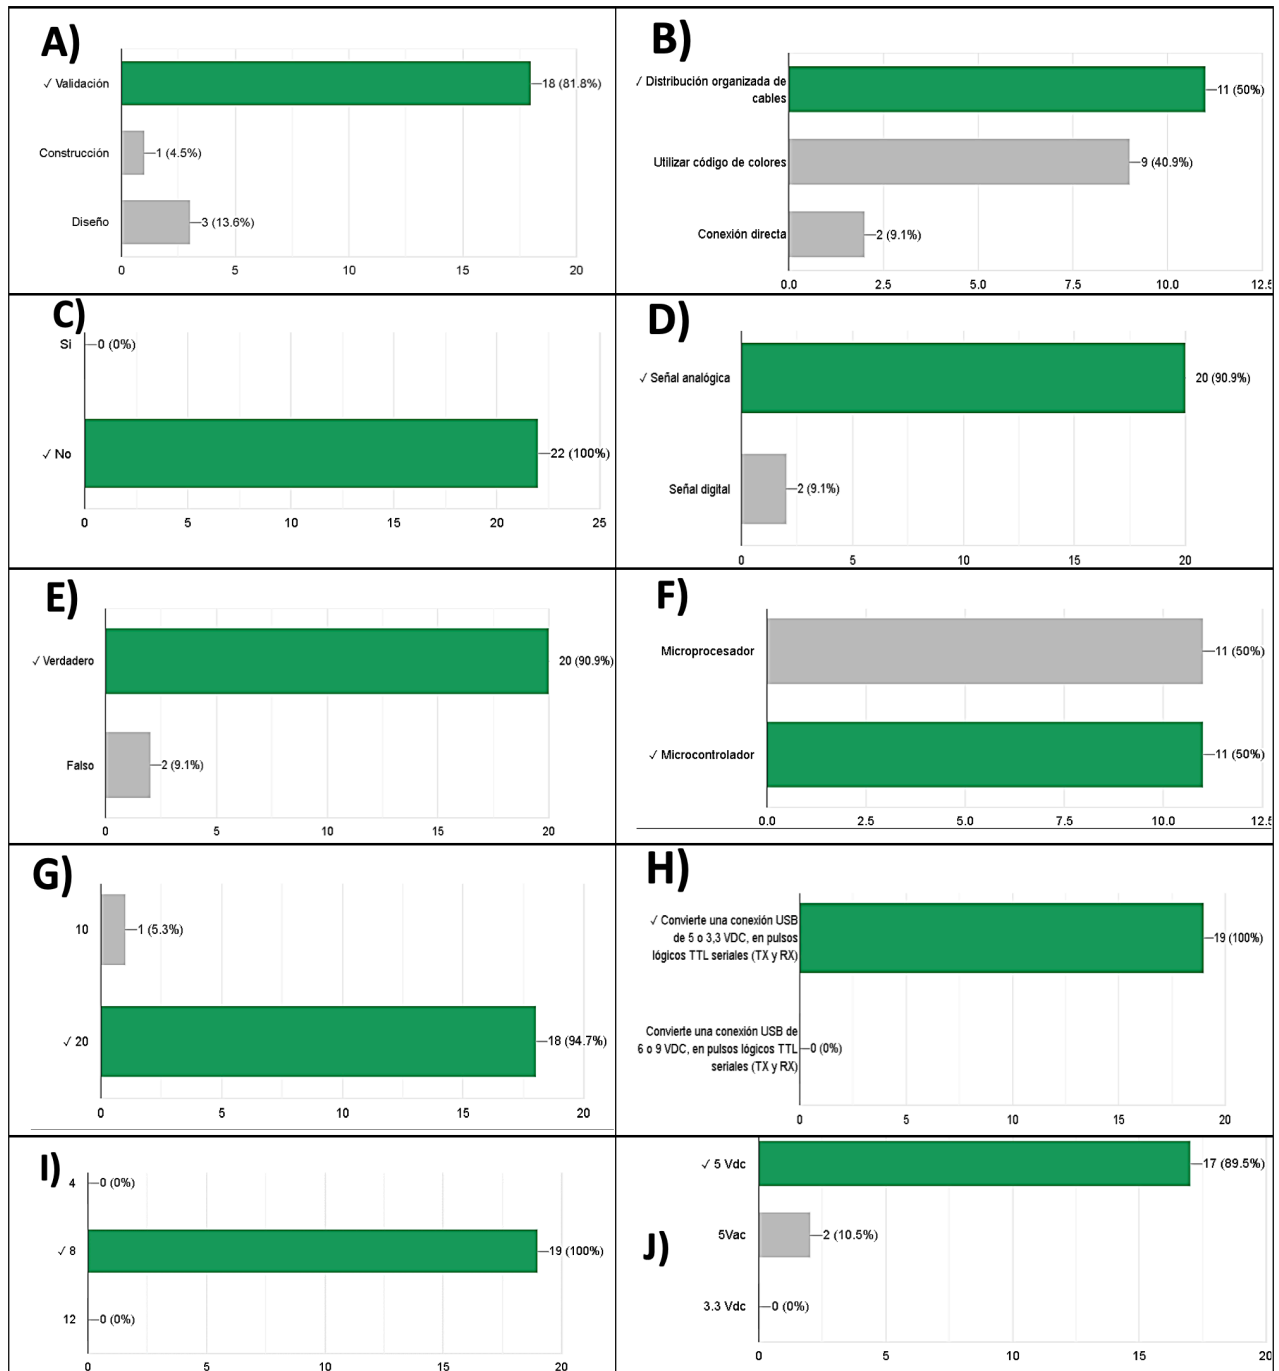 A)
✓ Validación
18 (81.8%)
Construcción
1 (4.5%)
Diseño
3 (13.6%)
0 5 10 15 20
B)
✓ Distribución organizada de
cables
11 (50%)
Utilizar código de colores
9 (40.9%)
Conexión directa
2 (9.1%)
0.0 2.5 5.0 7.5 10.0 12.5
C)
Si
0 (0%)
✓ No
22 (100%)
0 5 10 15 20 25
D)
✓ Señal analógica
20 (90.9%)
Señal digital
2 (9.1%)
0 5 10 15 20
E)
✓ Verdadero
20 (90.9%)
Falso
2 (9.1%)
0 5 10 15 20
F)
Microprocesador
11 (50%)
✓ Microcontrolador
11 (50%)
0.0 2.5 5.0 7.5 10.0 12.5
G)
10
1 (5.3%)
✓ 20
18 (94.7%)
0 5 10 15 20
H)
✓ Convierte una conexión USB
de 5 o 3,3 VDC, en pulsos
lógicos TTL seriales (TX y RX)
19 (100%)
Convierte una conexión USB de
6 o 9 VDC, en pulsos lógicos TTL
seriales (TX y RX)
0 (0%)
0 5 10 15 20
I)
4
0 (0%)
✓ 8
19 (100%)
12
0 (0%)
0 5 10 15 20
J)
✓ 5 Vdc
17 (89.5%)
5Vac
2 (10.5%)
3.3 Vdc
0 (0%)
0 5 10 15 20